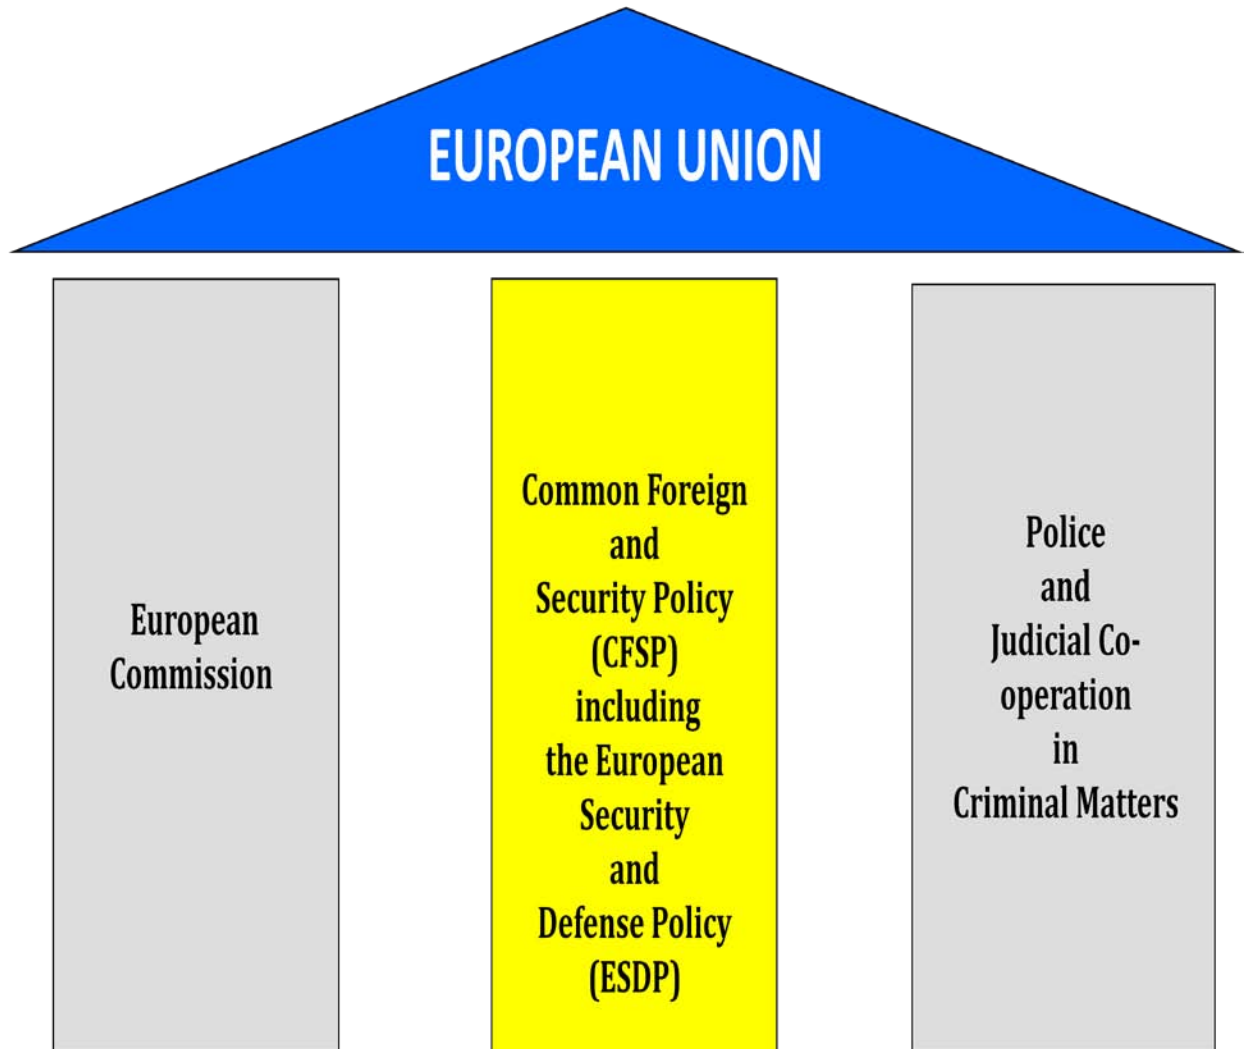 EUROPEAN UNION
European
Commission
Common Foreign
and
Security Policy
(CFSP)
including
the European
Security
and
Defense Policy
(ESDP)
Police
and
Judicial Co-
operation
in
Criminal Matters